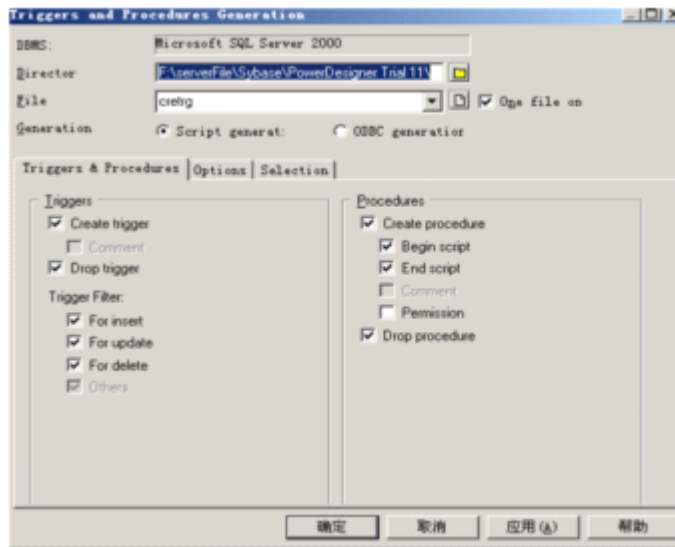 Triggers and Procedures Generation
DBMS: Microsoft SQL Server 2000
Director F:\serverFile\Sybase\PowerDesigner Trial 11\
File cretrg One file on
Generation Script generat: ODBC generatior
Triggers & Procedures Options Selection
Triggers Procedures
Create trigger Create procedure
Comment Begin script
Drop trigger End script
Trigger Filter: Comment
For insert Permission
For update Drop procedure
For delete
Others
确定 取消 应用(A) 帮助